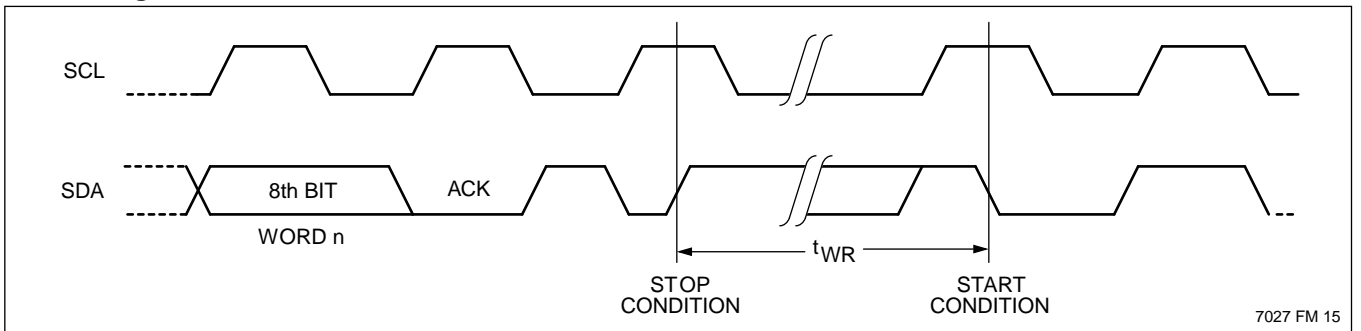 SCL
SDA
8th BIT
ACK
WORD n
tWR
STOP
CONDITION
START
CONDITION
7027 FM 15